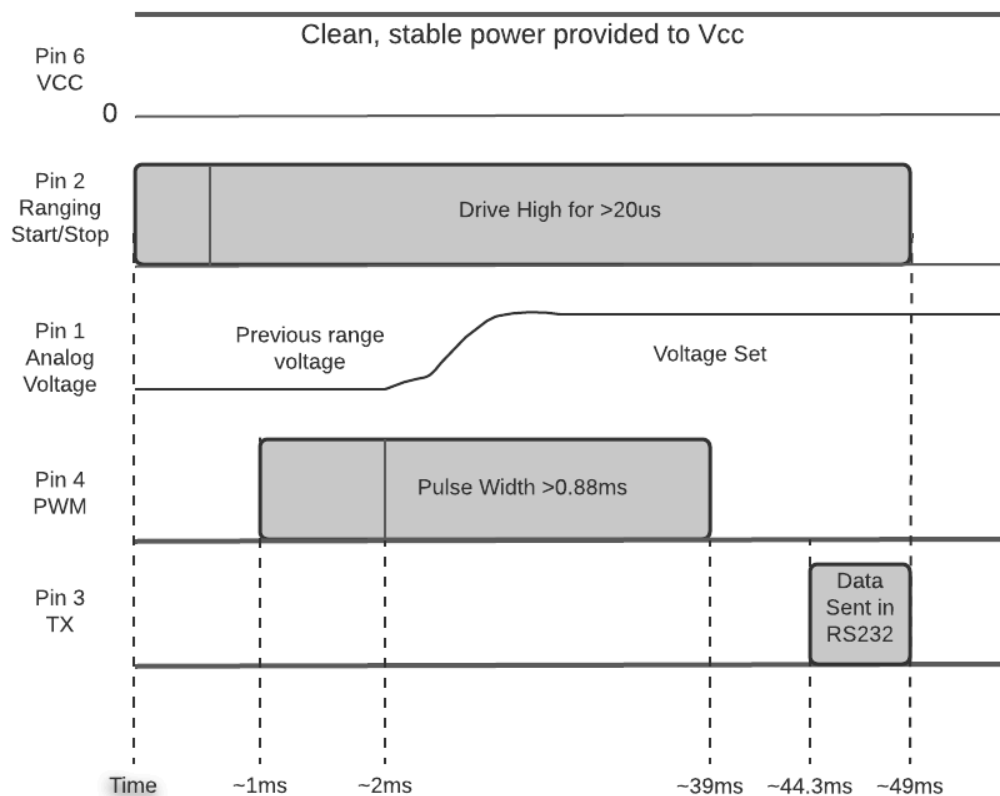 Clean, stable power provided to Vcc
Pin 6
VCC
0
Pin 2
Ranging
Start/Stop
Drive High for >20us
Pin 1
Analog
Voltage
Previous range
voltage
Voltage Set
Pin 4
PWM
Pulse Width >0.88ms
Pin 3
TX
Data
Sent in
RS232
Time
~1ms
~2ms
~39ms
~44.3ms
~49ms